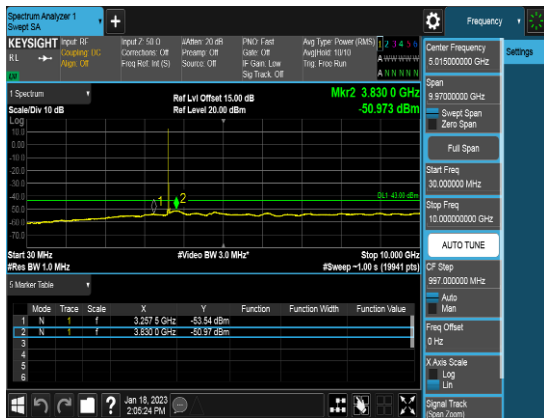 Spectrum Analyzer 1
Swept SA
Frequency
KEYSIGHT
Input: RF
Input Z: 50 Ω
#Atten: 20 dB
PNO: Fast
Avg Type: Power (RMS)
1 2 3 4 5 6
RL
Coupling: DC
Corrections: Off
Preamp: Off
Gate: Off
Avg|Hold: 10/10
A W W W W W
Align: Off
Freq Ref: Int (S)
Source: Off
IF Gain: Low
Trig: Free Run
Sig Track: Off
A N N N N N
1 Spectrum
Scale/Div 10 dB
Ref Lvl Offset 15.00 dB
Ref Level 20.00 dBm
Mkr2 3.830 0 GHz
-50.973 dBm
Log
10.0
0.00
-10.0
-20.0
-30.0
-40.0
-50.0
-60.0
-70.0
1
2
Start 30 MHz
#Video BW 3.0 MHz*
Stop 10.000 GHz
#Res BW 1.0 MHz
#Sweep ~1.00 s (19941 pts)
5 Marker Table
Mode Trace Scale X Y Function Function Width Function Value
1 N 1 f 3.257 5 GHz -53.54 dBm
2 N 1 f 3.830 0 GHz -50.97 dBm
3
4
5
6
Jan 18, 2023
2:05:24 PM
Center Frequency
5.015000000 GHz
Settings
Span
9.97000000 GHz
Swept Span
Zero Span
Full Span
Start Freq
30.000000 MHz
Stop Freq
10.000000000 GHz
AUTO TUNE
CF Step
997.000000 MHz
Auto
Man
Freq Offset
0 Hz
X Axis Scale
Log
Lin
Signal Track
(Span Zoom)